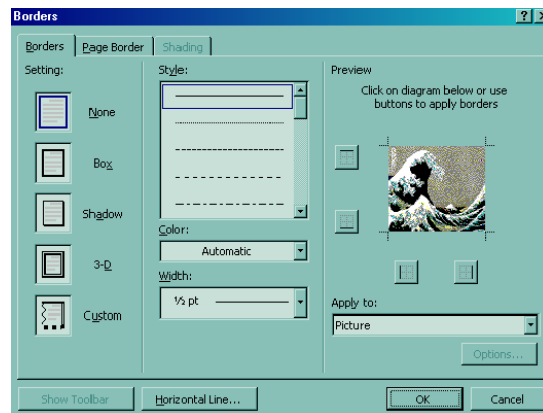 Borders
Borders Page Border Shading
Setting:
None
Box
Shadow
3-D
Custom
Style:
Color:
Automatic
Width:
½ pt
Preview
Click on diagram below or use
buttons to apply borders
Apply to:
Picture
Options...
Show Toolbar Horizontal Line... OK Cancel